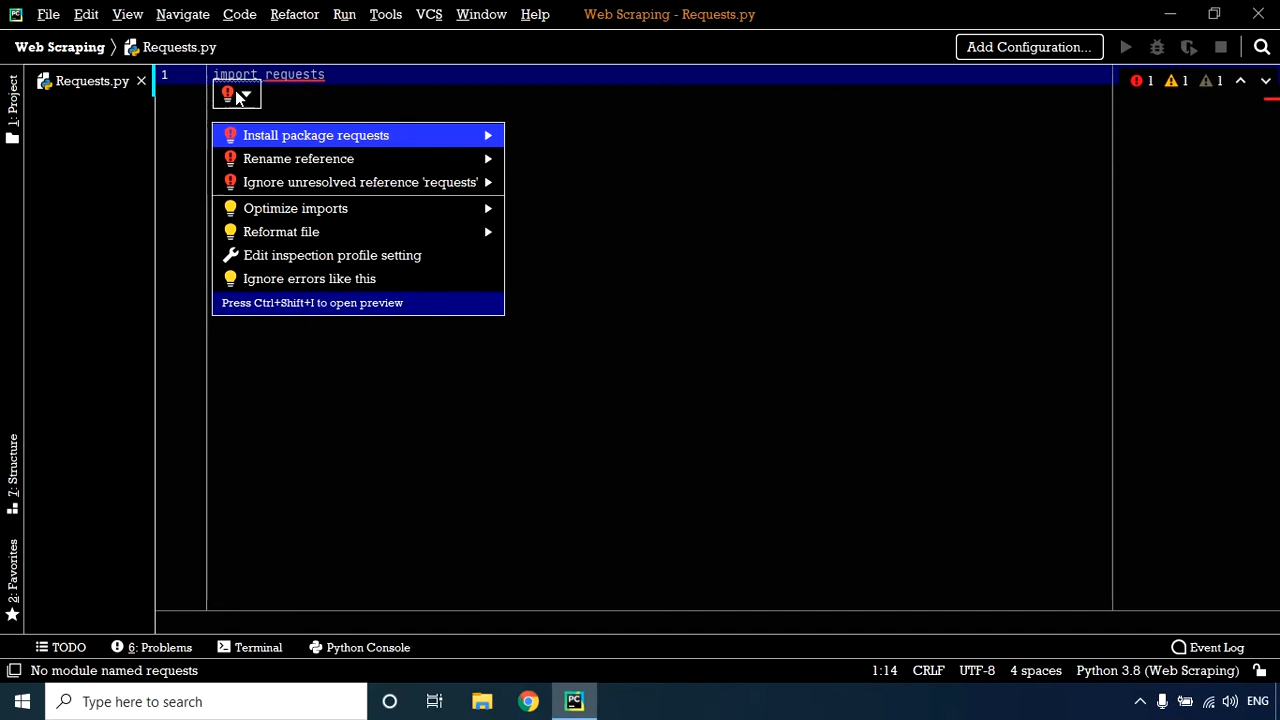 File Edit View Navigate Code Refactor Run Tools VCS Window Help Web Scraping - Requests.py
Web Scraping Requests.py Add Configuration...
Requests.py
1 import requests
1 1 1
1: Project
Install package requests
Rename reference
Ignore unresolved reference 'requests'
Optimize imports
Reformat file
Edit inspection profile setting
Ignore errors like this
Press Ctrl+Shift+I to open preview
7: Structure
2: Favorites
TODO 6: Problems Terminal Python Console Event Log
No module named requests 1:14 CRLF UTF-8 4 spaces Python 3.8 (Web Scraping)
Type here to search PC ENG